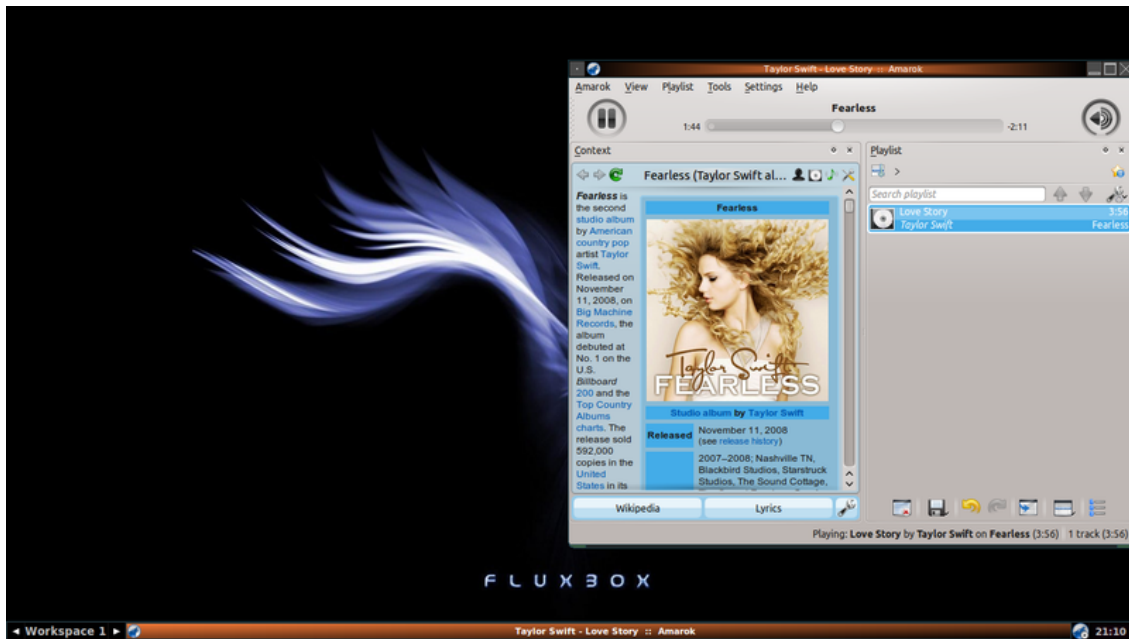 Taylor Swift - Love Story :: Amarok
Amarok View Playlist Tools Settings Help
Fearless
1:44 -2:11
Context
Fearless (Taylor Swift al...
Fearless is
the second
studio album
by American
country pop
artist Taylor
Swift.
Released on
November
11, 2008, on
Big Machine
Records, the
album
debuted at
No. 1 on the
U.S.
Billboard
200 and the
Top Country
Albums
charts. The
release sold
592,000
copies in the
United
States in its
Fearless
Taylor Swift
FEARLESS
Studio album by Taylor Swift
Released November 11, 2008
(see release history)
2007–2008; Nashville TN,
Blackbird Studios, Starstruck
Studios, The Sound Cottage,
Wikipedia Lyrics
Playlist
Search playlist
Love Story 3:56
Taylor Swift Fearless
Playing: Love Story by Taylor Swift on Fearless (3:56) 1 track (3:56)
FLUXBOX
Workspace 1 Taylor Swift - Love Story :: Amarok 21:10